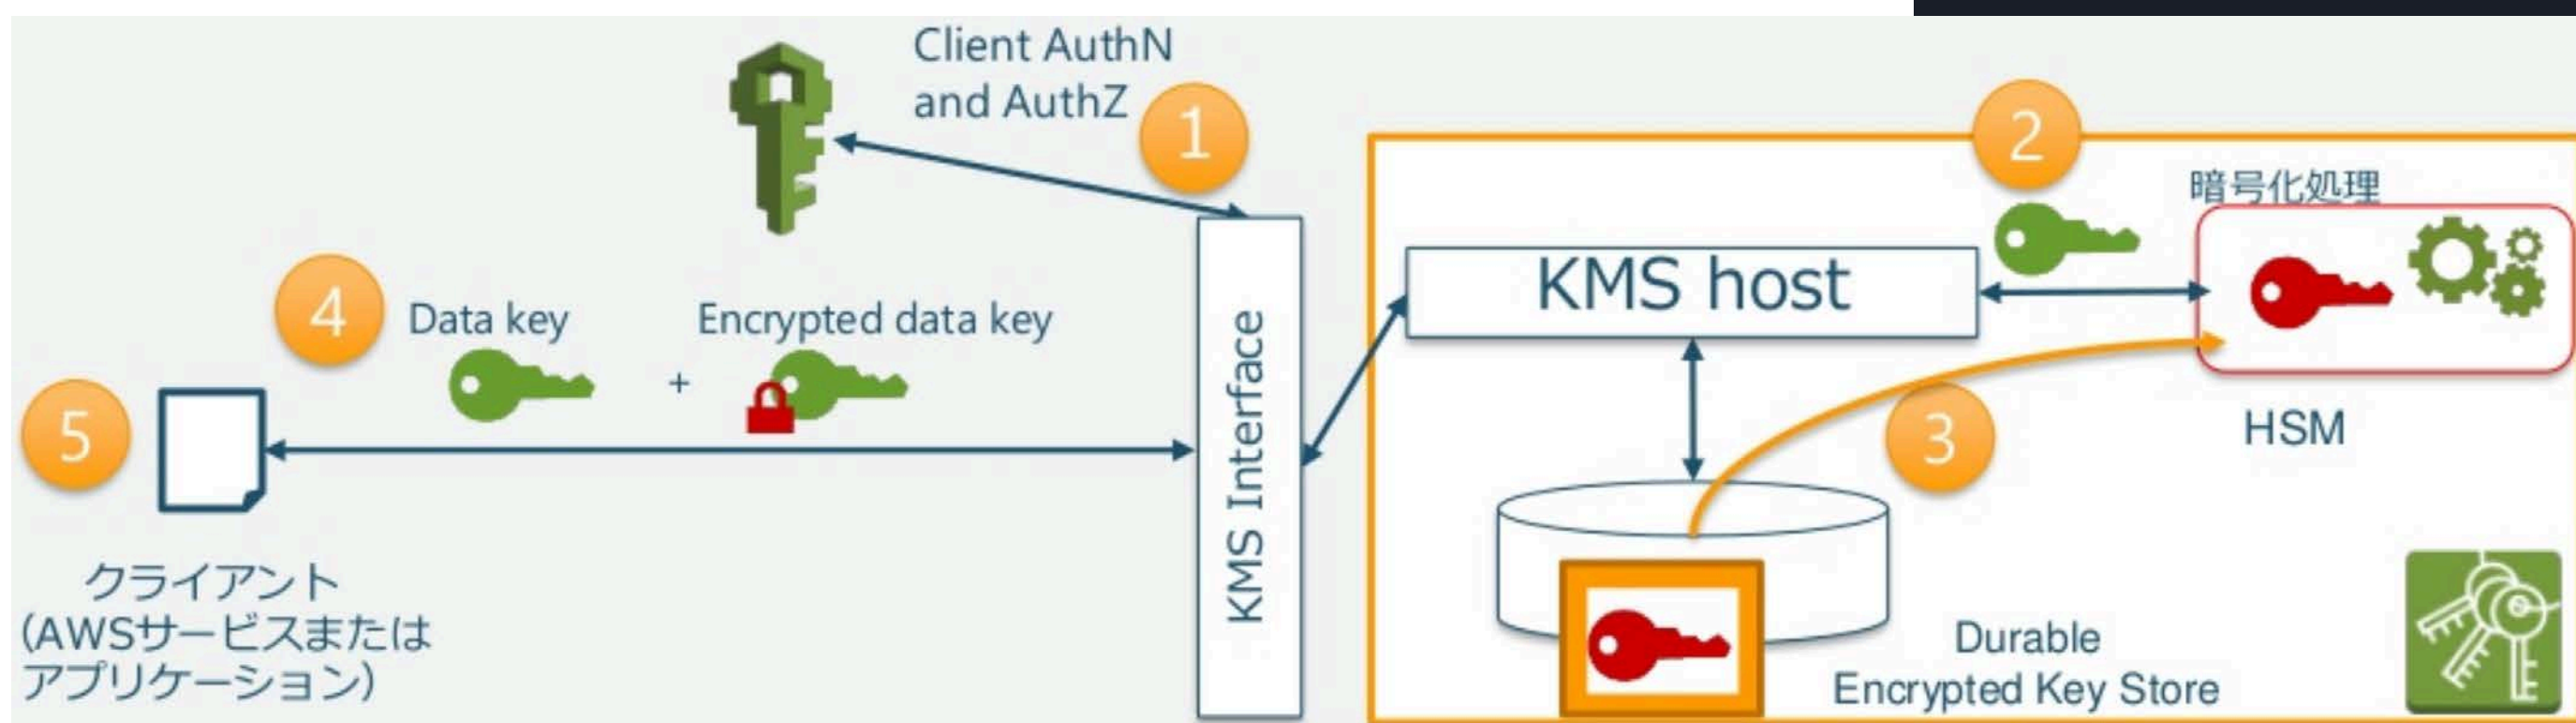 Client AuthN
and AuthZ
1
2
暗号化処理
KMS host
4
Data key
+
Encrypted data key
KMS Interface
5
3
HSM
クライアント
(AWSサービスまたは
アプリケーション)
Durable
Encrypted Key Store